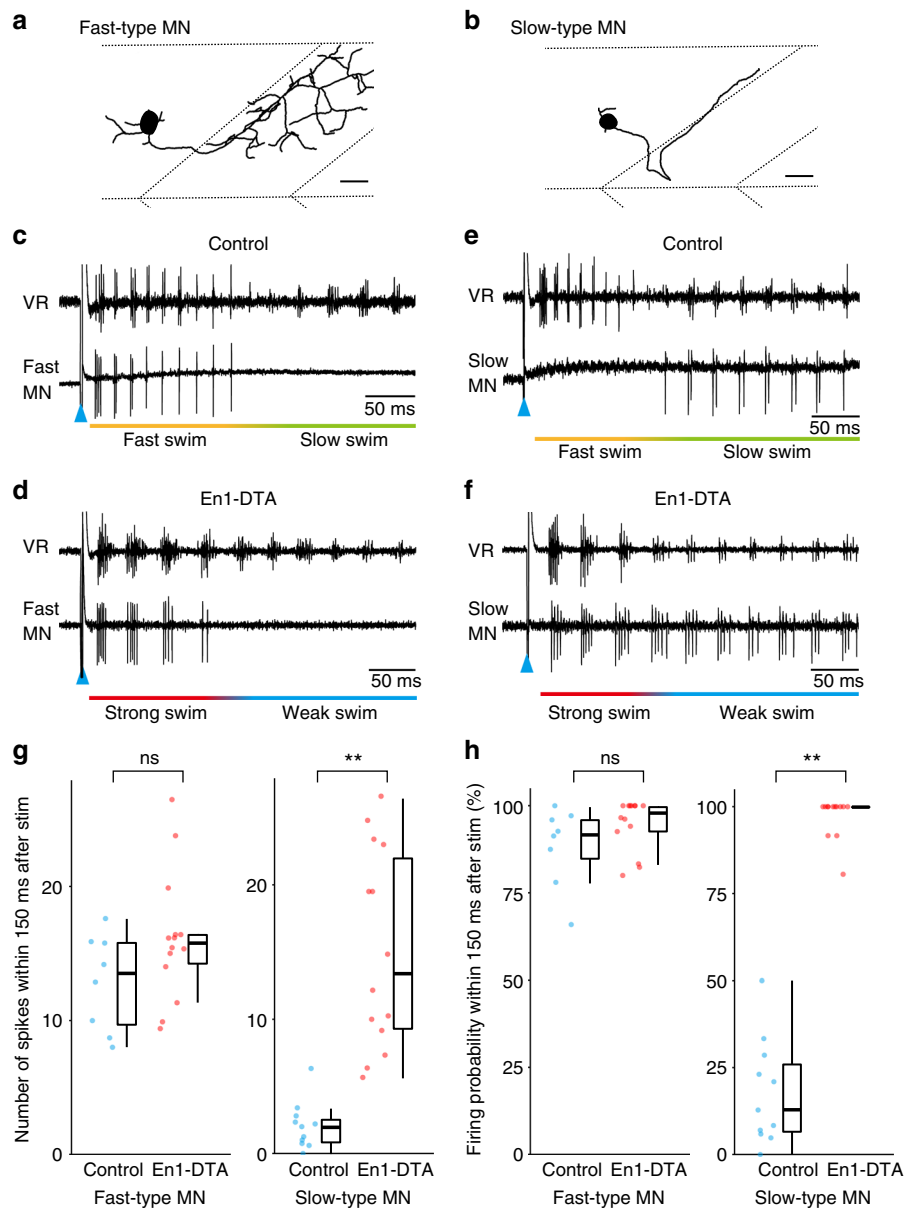 a
Fast-type MN
b
Slow-type MN
c
Control
VR
Fast
MN
50 ms
Fast swim
Slow swim
e
Control
VR
Slow
MN
50 ms
Fast swim
Slow swim
d
En1-DTA
VR
Fast
MN
50 ms
Strong swim
Weak swim
f
En1-DTA
VR
Slow
MN
50 ms
Strong swim
Weak swim
g
ns
**
Number of spikes within 150 ms after stim
20
10
0
20
10
0
Control En1-DTA
Fast-type MN
Control En1-DTA
Slow-type MN
h
ns
**
Firing probability within 150 ms after stim (%)
100
75
50
25
0
100
75
50
25
0
Control En1-DTA
Fast-type MN
Control En1-DTA
Slow-type MN